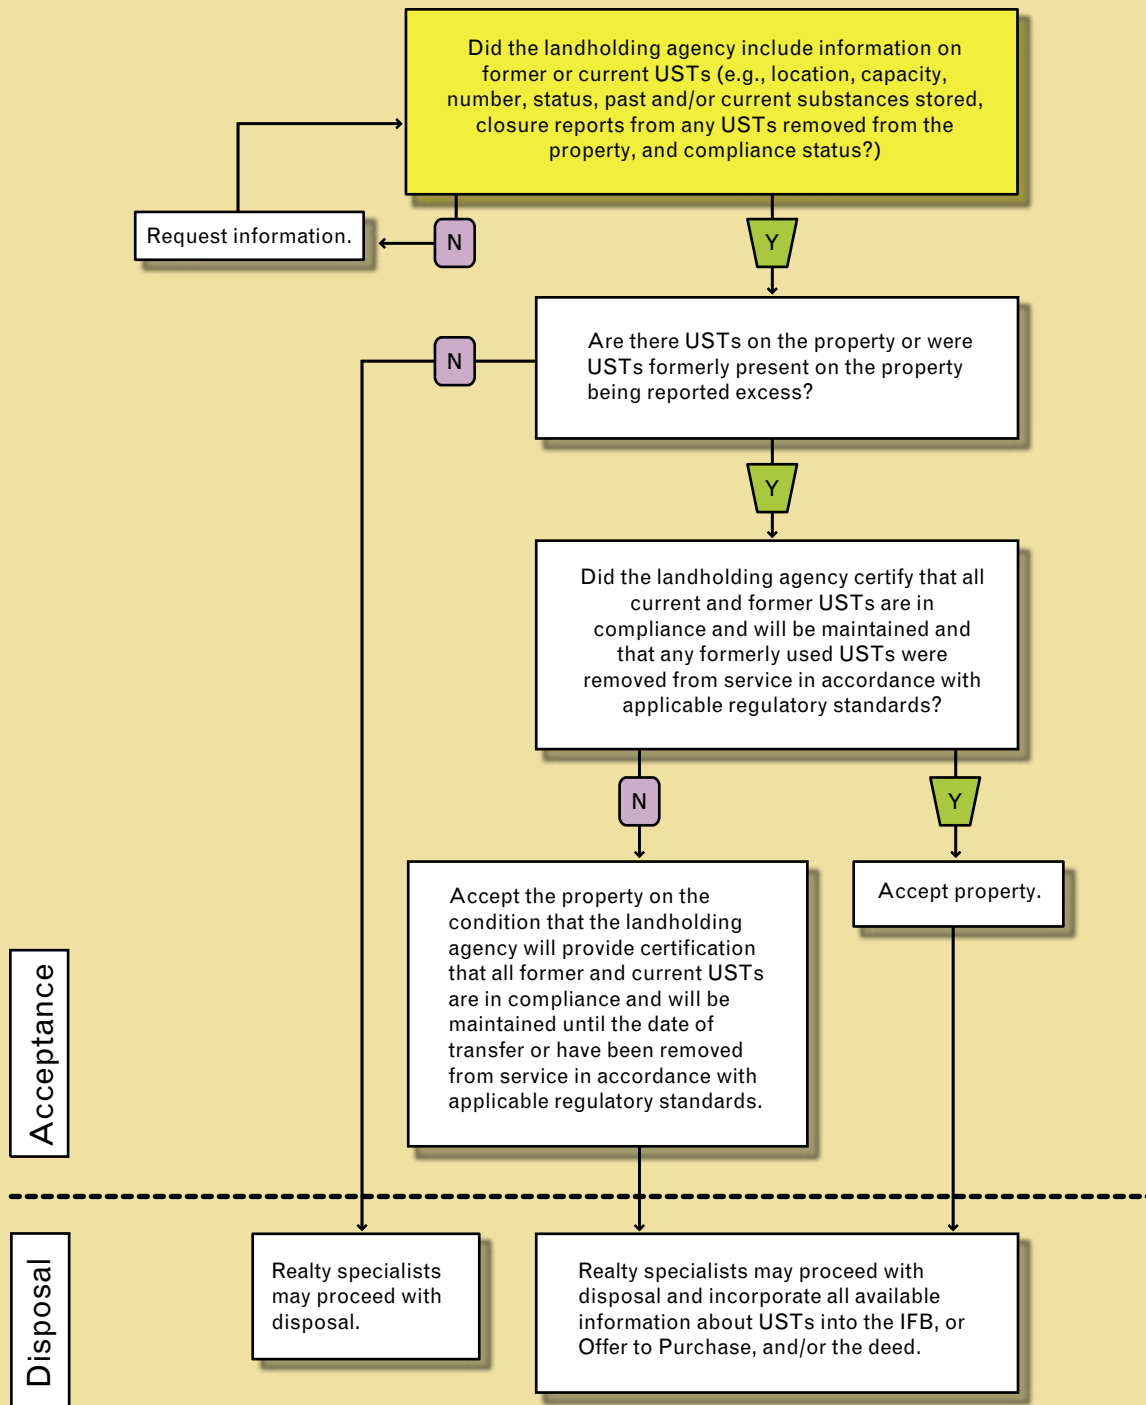 Did the landholding agency include information on
former or current USTs (e.g., location, capacity,
number, status, past and/or current substances stored,
closure reports from any USTs removed from the
property, and compliance status?)
Request information.
N
Y
N
Are there USTs on the property or were
USTs formerly present on the property
being reported excess?
Y
Did the landholding agency certify that all
current and former USTs are in
compliance and will be maintained and
that any formerly used USTs were
removed from service in accordance with
applicable regulatory standards?
N
Y
Accept the property on the
condition that the landholding
agency will provide certification
that all former and current USTs
are in compliance and will be
maintained until the date of
transfer or have been removed
from service in accordance with
applicable regulatory standards.
Accept property.
Acceptance
Disposal
Realty specialists
may proceed with
disposal.
Realty specialists may proceed with
disposal and incorporate all available
information about USTs into the IFB, or
Offer to Purchase, and/or the deed.